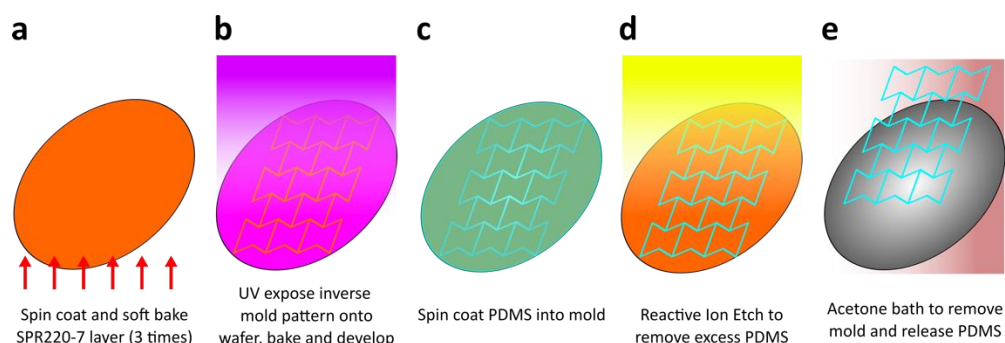 a
b
c
d
e
Spin coat and soft bake
SPR220-7 layer (3 times)
UV expose inverse
mold pattern onto
wafer, bake and develop
Spin coat PDMS into mold
Reactive Ion Etch to
remove excess PDMS
Acetone bath to remove
mold and release PDMS